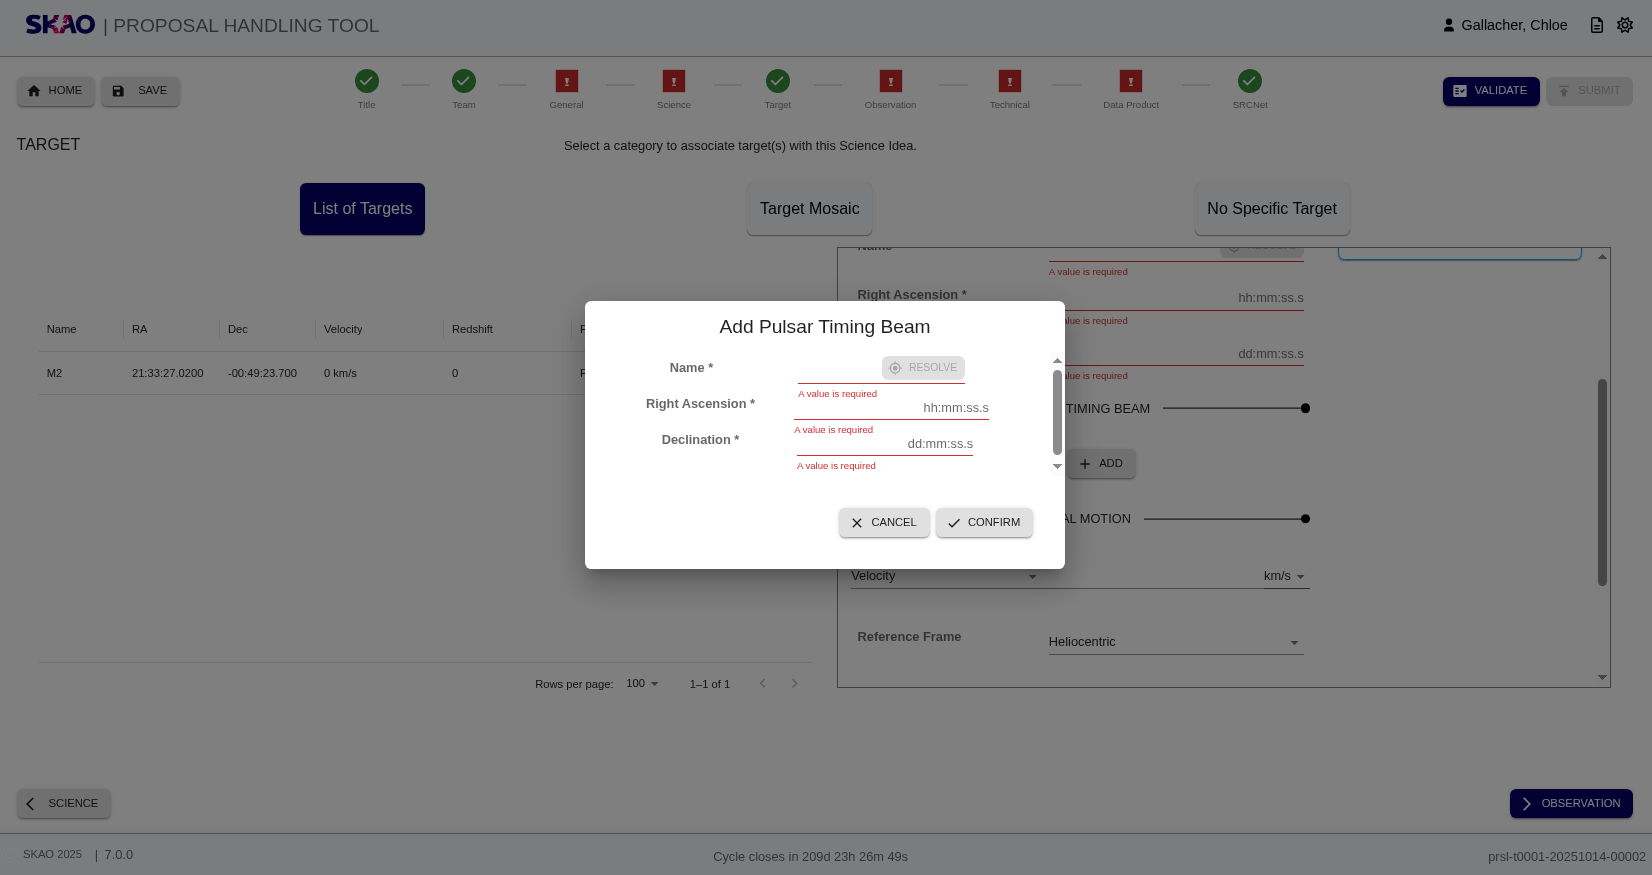 SKAO | PROPOSAL HANDLING TOOL
Gallacher, Chloe
HOME
SAVE
Title
Team
General
Science
Target
Observation
Technical
Data Product
SRCNet
VALIDATE
SUBMIT
TARGET
Select a category to associate target(s) with this Science Idea.
List of Targets
Target Mosaic
No Specific Target
A value is required
Right Ascension *
hh:mm:ss.s
value is required
dd:mm:ss.s
value is required
TIMING BEAM
ADD
MOTION
Velocity
km/s
Reference Frame
Heliocentric
Name RA Dec Velocity Redshift
M2 21:33:27.0200 -00:49:23.700 0 km/s 0
Rows per page: 100 1–1 of 1
Add Pulsar Timing Beam
Name *
RESOLVE
A value is required
Right Ascension *
hh:mm:ss.s
A value is required
Declination *
dd:mm:ss.s
A value is required
CANCEL
CONFIRM
SCIENCE
OBSERVATION
SKAO 2025 | 7.0.0
Cycle closes in 209d 23h 26m 49s
prsl-t0001-20251014-00002